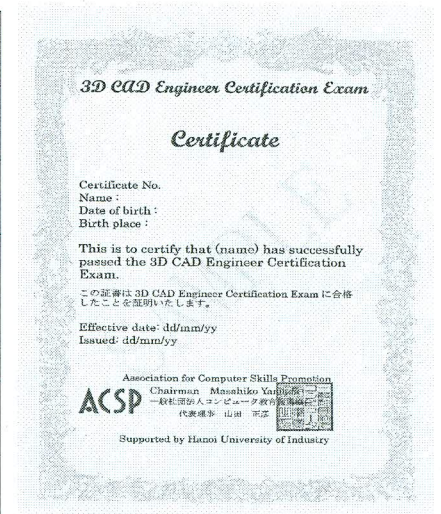 3D CAD Engineer Certification Exam
Certificate
SAMPLE
Certificate No.
Name :
Date of birth :
Birth place :
This is to certify that (name) has successfully
passed the 3D CAD Engineer Certification
Exam.
この証書は 3D CAD Engineer Certification Exam に合格
したことを証明いたします。
Effective date: dd/mm/yy
Issued: dd/mm/yy
Association for Computer Skills Promotion
ACSP
Chairman Masahiko
一般社団法人コンピュータ教育
代表理事 山田 正彦
Supported by Hanoi University of Industry